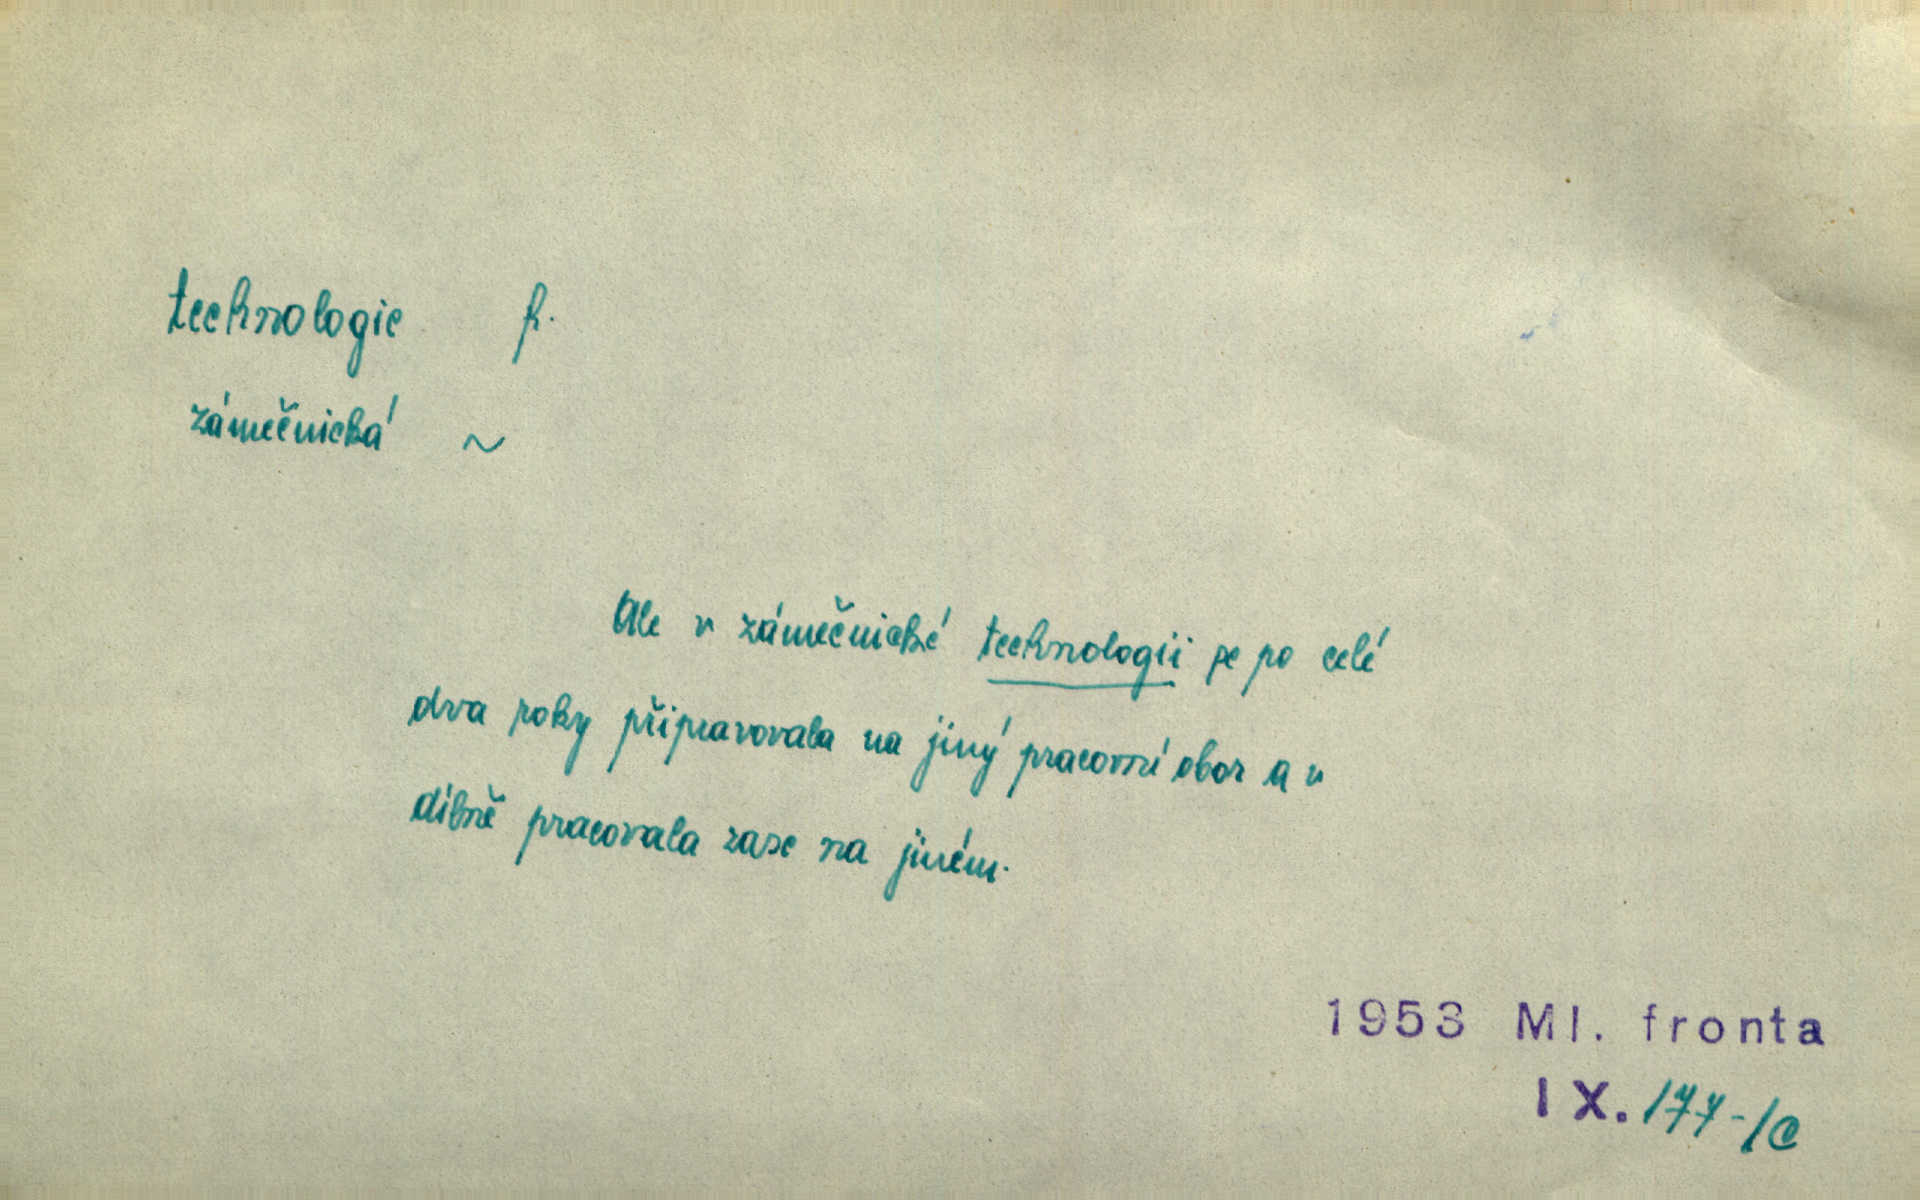 technologie f.
zámečnická ~
Ale v zámečnické technologii se po celé
dva roky připravovala na jiný pracovní obor a v
dílně pracovala zase na jiném.
1953 Ml. fronta
IX. 177-1c